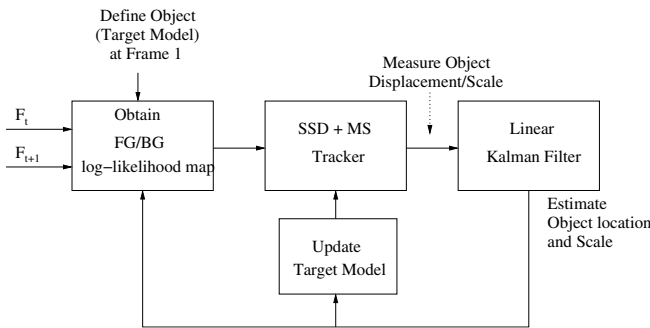 Define Object
(Target Model)
at Frame 1
Measure Object
Displacement/Scale
F_t
F_{t+1}
Obtain
FG/BG
log−likelihood map
SSD + MS
Tracker
Linear
Kalman Filter
Estimate
Object location
and Scale
Update
Target Model